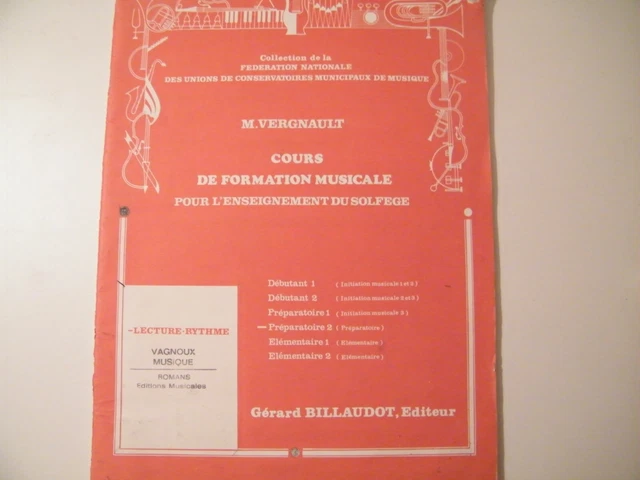 Collection de la
FEDERATION NATIONALE
DES UNIONS DE CONSERVATOIRES MUNICIPAUX DE MUSIQUE
M.VERGNAULT
COURS
DE FORMATION MUSICALE
POUR L'ENSEIGNEMENT DU SOLFEGE
Débutant 1 ( Initiation musicale 1 et 2 )
Débutant 2 ( Initiation musicale 2 et 3 )
Préparatoire 1 ( Initiation musicale 3 )
Préparatoire 2 ( Préparatoire )
Elémentaire 1 ( Elémentaire )
Elémentaire 2 ( Elémentaire )
-LECTURE-RYTHME
VAGNOUX
MUSIQUE
ROMANS
Editions Musicales
Gérard BILLAUDOT, Editeur